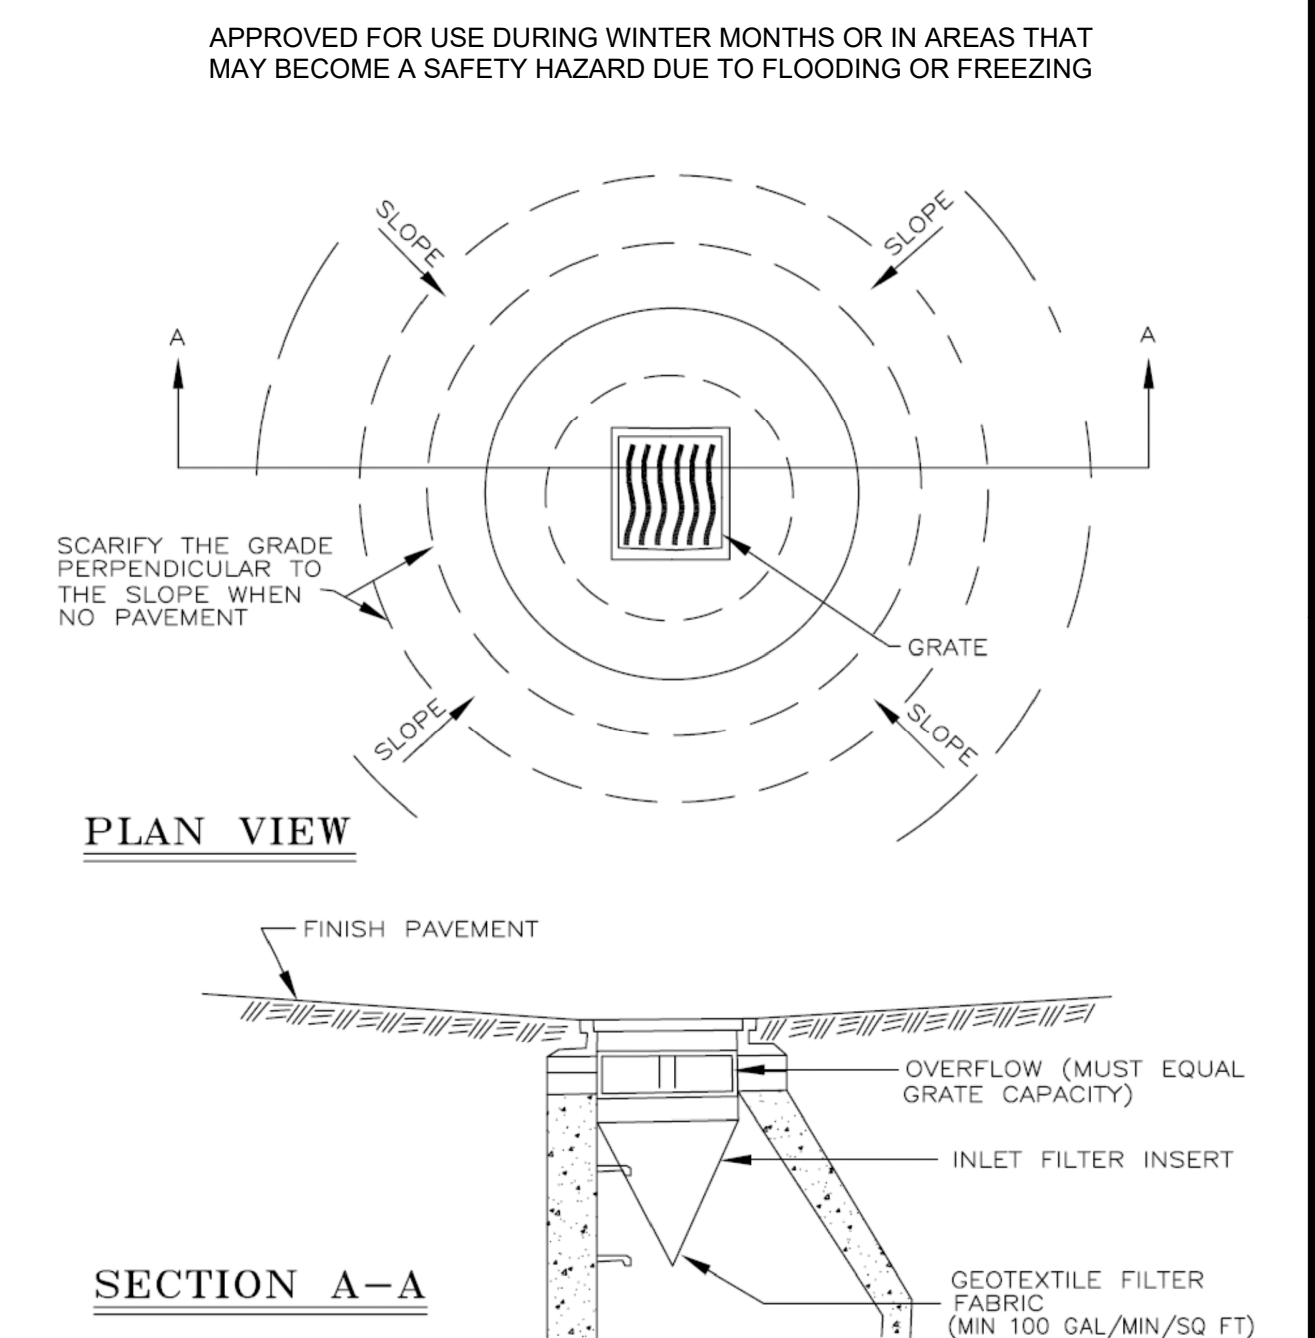 APPROVED FOR USE DURING WINTER MONTHS OR IN AREAS THAT
MAY BECOME A SAFETY HAZARD DUE TO FLOODING OR FREEZING
SLOPE
SLOPE
A
A
SCARIFY THE GRADE
PERPENDICULAR TO
THE SLOPE WHEN
NO PAVEMENT
GRATE
SLOPE
SLOPE
PLAN VIEW
FINISH PAVEMENT
OVERFLOW (MUST EQUAL
GRATE CAPACITY)
INLET FILTER INSERT
SECTION A-A
GEOTEXTILE FILTER
FABRIC
(MIN 100 GAL/MIN/SQ FT)